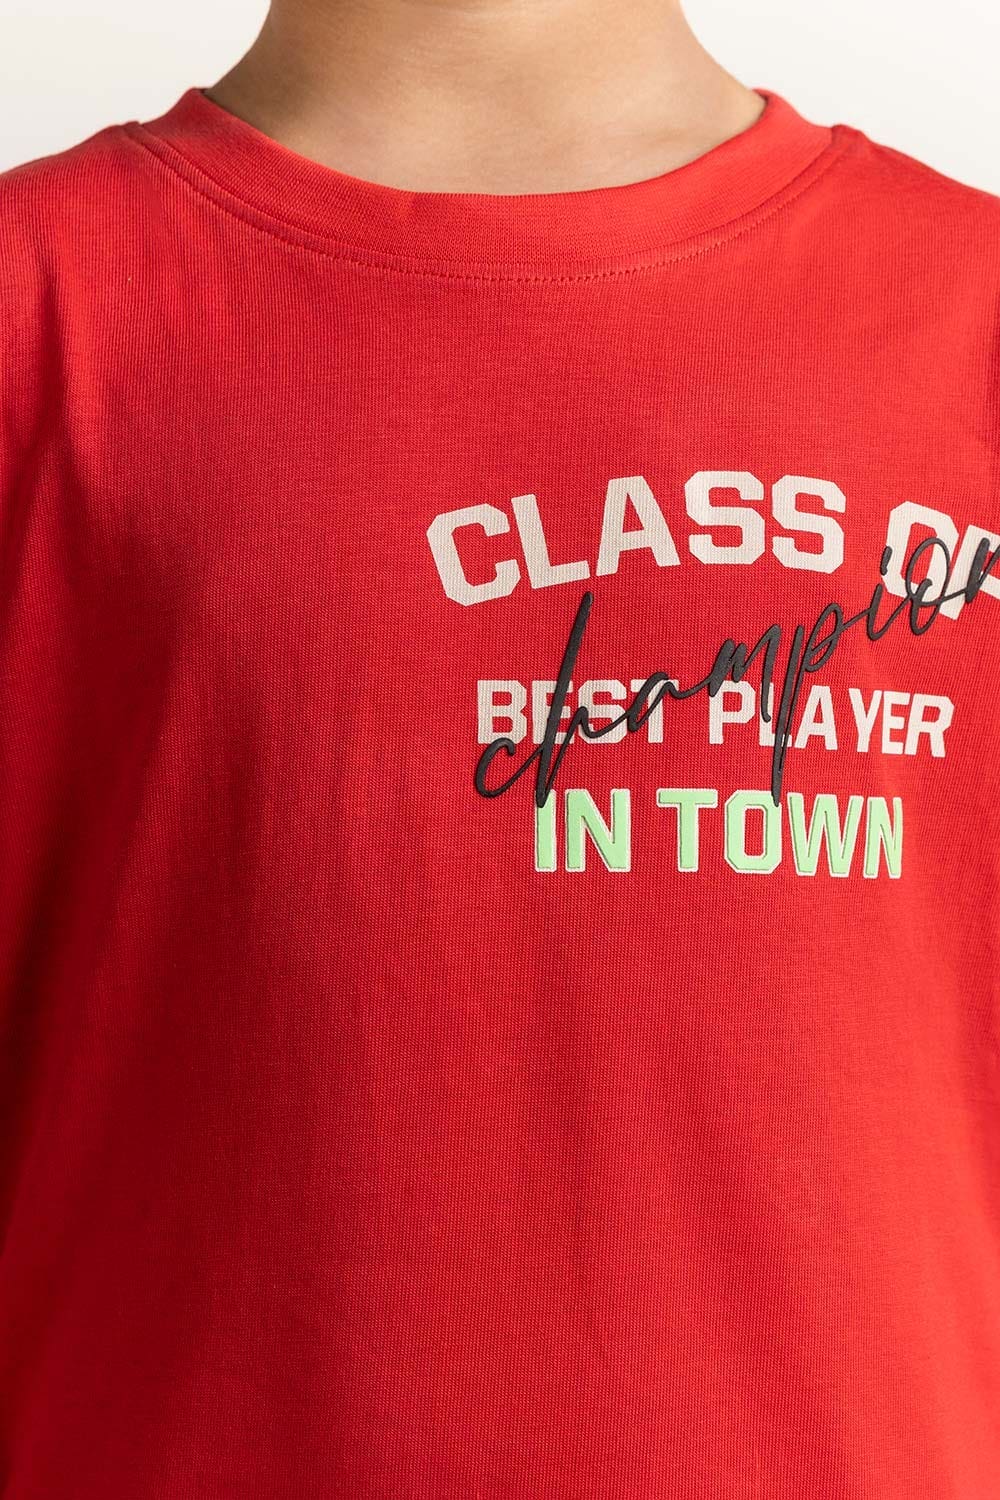 CLASS OF
champion
BEST PLAYER
IN TOWN